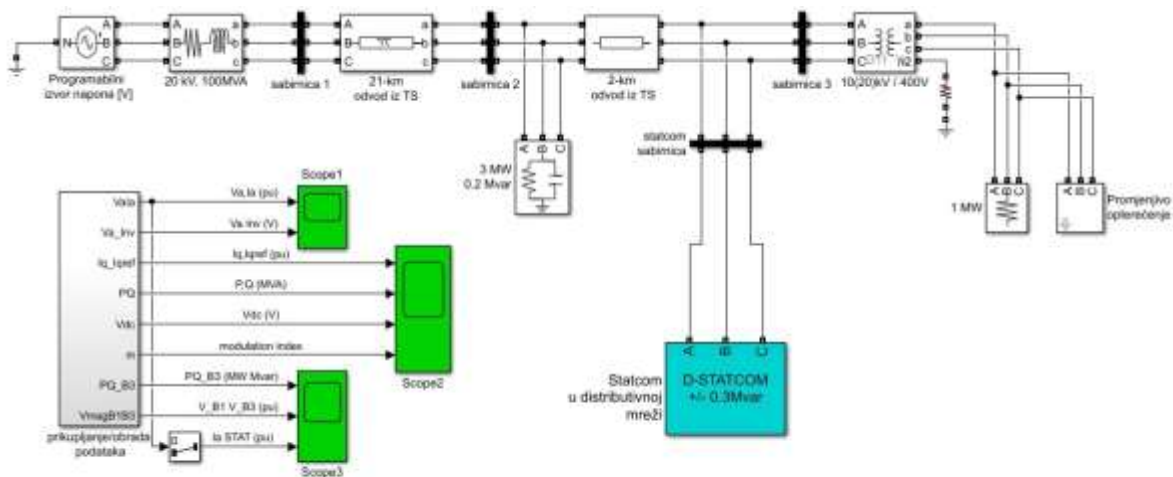 A
B
C
N
A
B
C
a
b
c
A
B
C
a
b
c
A
B
C
a
b
c
n2
Programabilni
izvor napona [V]
20 kV, 100MVA
sabirnica 1
21-km
odvod iz TS
sabirnica 2
2-km
odvod iz TS
sabirnica 3
10(20)kV / 400V
statcom
sabirnica
A B C
3 MW
0.2 Mvar
A B C
1 MW
A B C
Promjenjivo
Scope1
VaIa
Va,Ia (pu)
Va_Inv
Va Inv (V)
Iq_Iqref
Iq,Iqref (pu)
PQ
P,Q (MVA)
Vdc
Vdc (V)
m
modulation index
Scope2
PQ_B3
PQ_B3 (MW Mvar)
VmagB1B3
V_B1 V_B3 (pu)
Ia STAT (pu)
prikupljanje/obrada
podataka
Scope3
A B C
Statcom
u distributivnoj
mreži
D-STATCOM
+/- 0.3Mvar